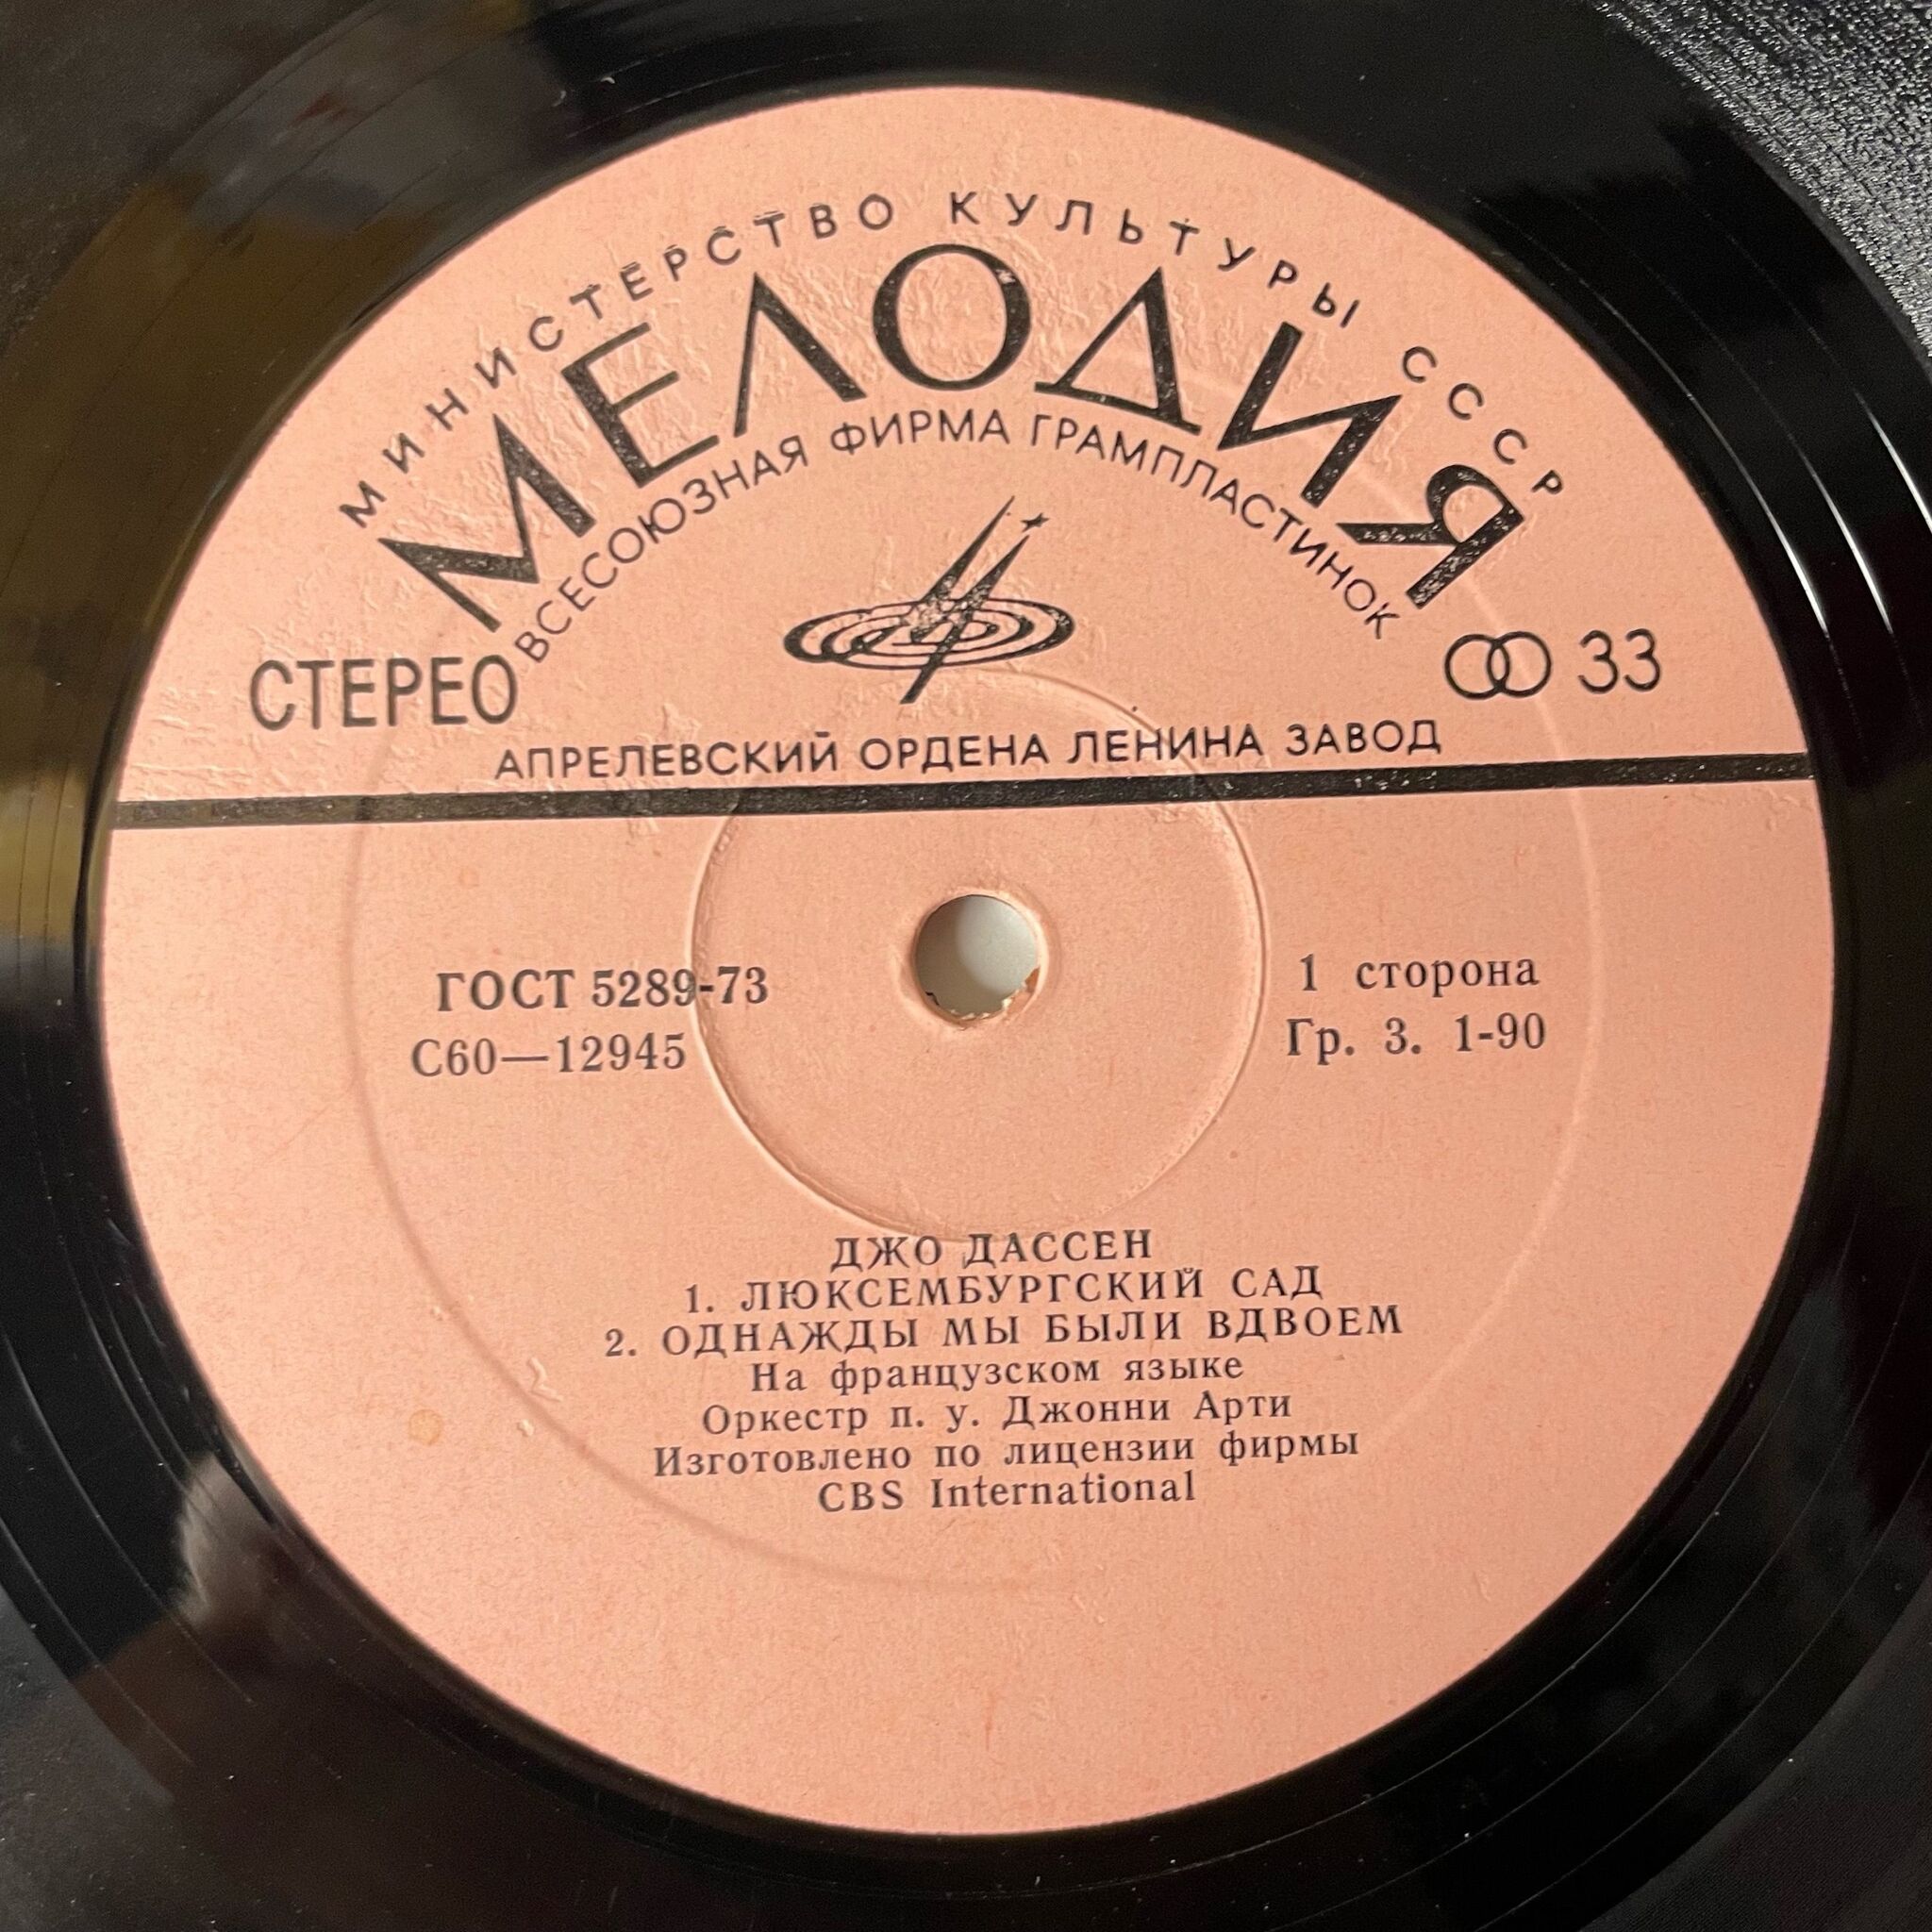 МИНИСТЕРСТВО КУЛЬТУРЫ СССР
МЕЛОДИЯ
ВСЕСОЮЗНАЯ ФИРМА ГРАМПЛАСТИНОК
СТЕРЕО
33
АПРЕЛЕВСКИЙ ОРДЕНА ЛЕНИНА ЗАВОД
ГОСТ 5289-73
С60—12945
1 сторона
Гр. 3. 1-90
ДЖО ДАССЕН
1. ЛЮКСЕМБУРГСКИЙ САД
2. ОДНАЖДЫ МЫ БЫЛИ ВДВОЕМ
На французском языке
Оркестр п. у. Джонни Арти
Изготовлено по лицензии фирмы
CBS International